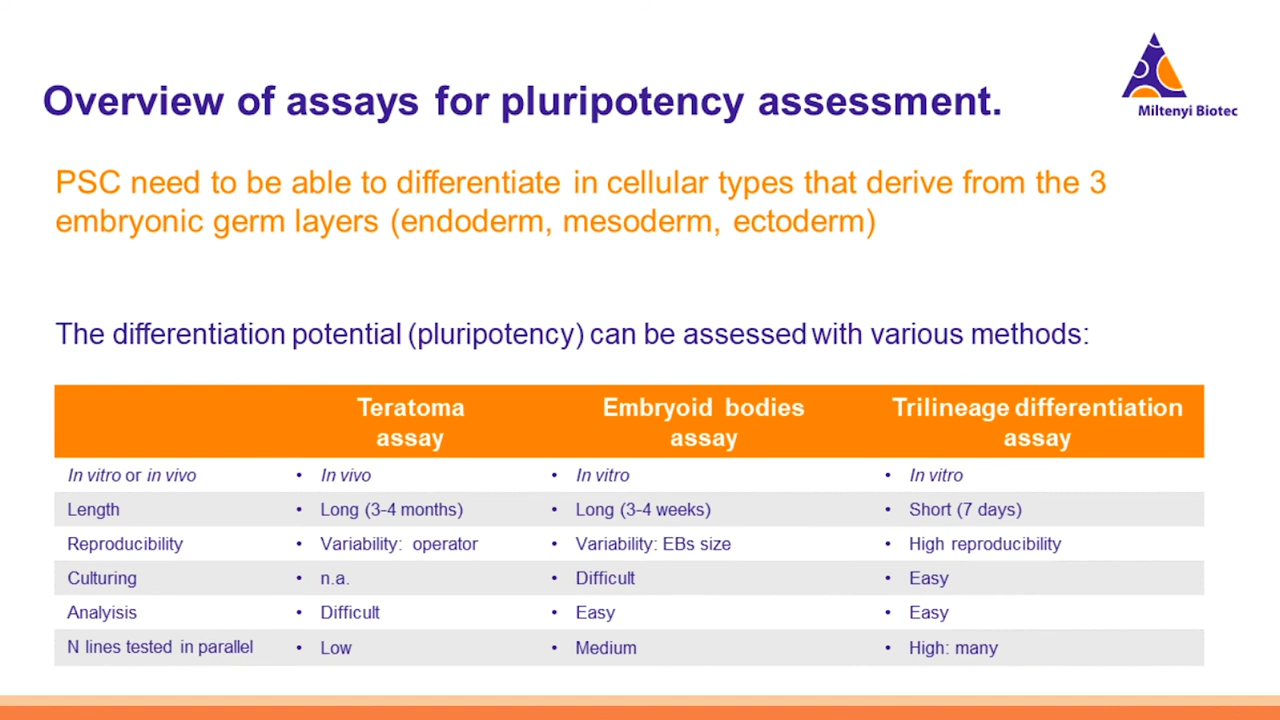 Miltenyi Biotec
Overview of assays for pluripotency assessment.
PSC need to be able to differentiate in cellular types that derive from the 3
embryonic germ layers (endoderm, mesoderm, ectoderm)
The differentiation potential (pluripotency) can be assessed with various methods:
Teratoma assay Embryoid bodies assay Trilineage differentiation assay
In vitro or in vivo • In vivo • In vitro • In vitro
Length • Long (3-4 months) • Long (3-4 weeks) • Short (7 days)
Reproducibility • Variability: operator • Variability: EBs size • High reproducibility
Culturing • n.a. • Difficult • Easy
Analyisis • Difficult • Easy • Easy
N lines tested in parallel • Low • Medium • High: many